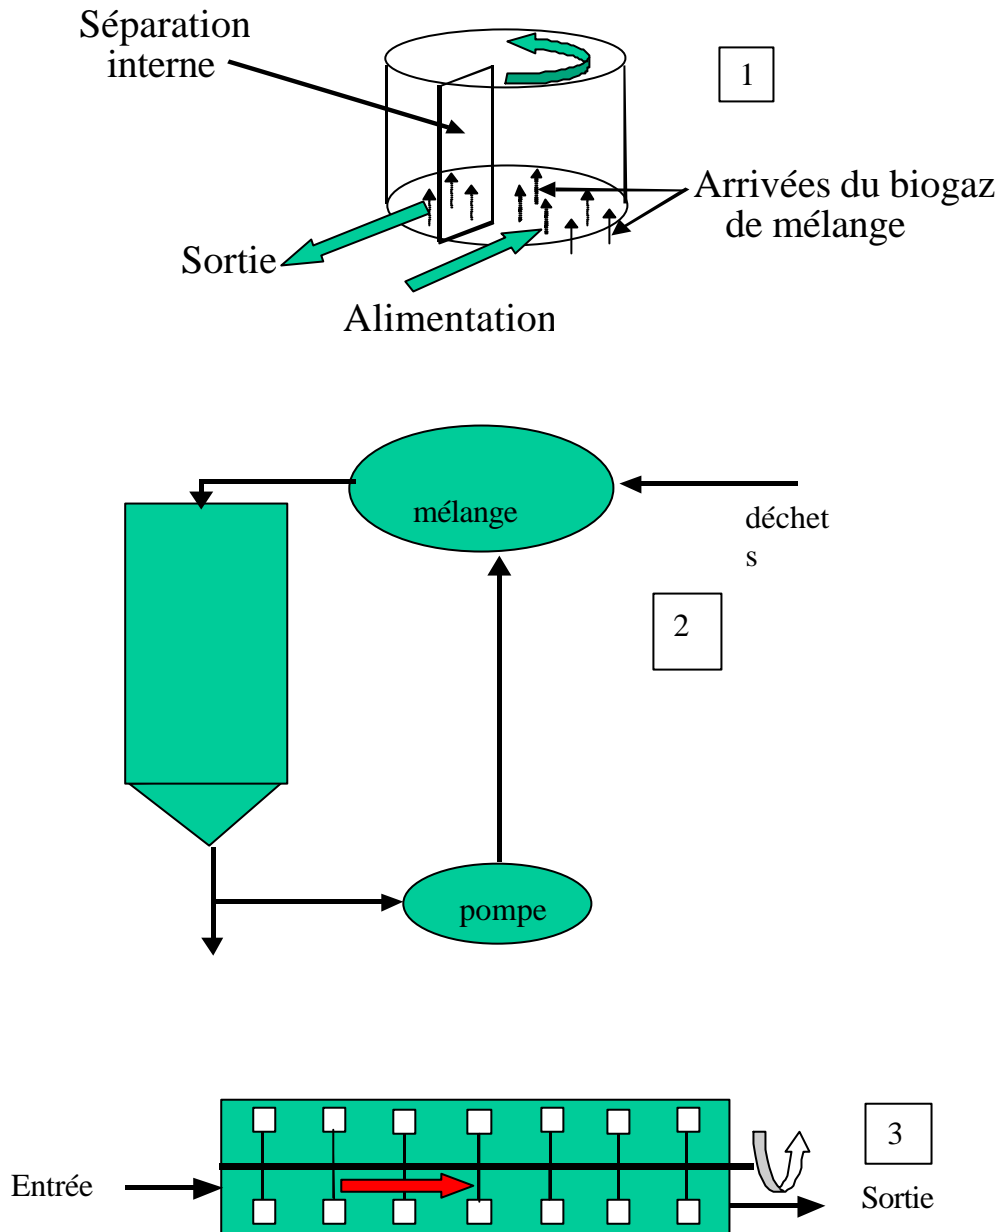 Séparation
interne
1
Arrivées du biogaz
de mélange
Sortie
Alimentation
mélange
déchet
s
2
pompe
3
Entrée
Sortie